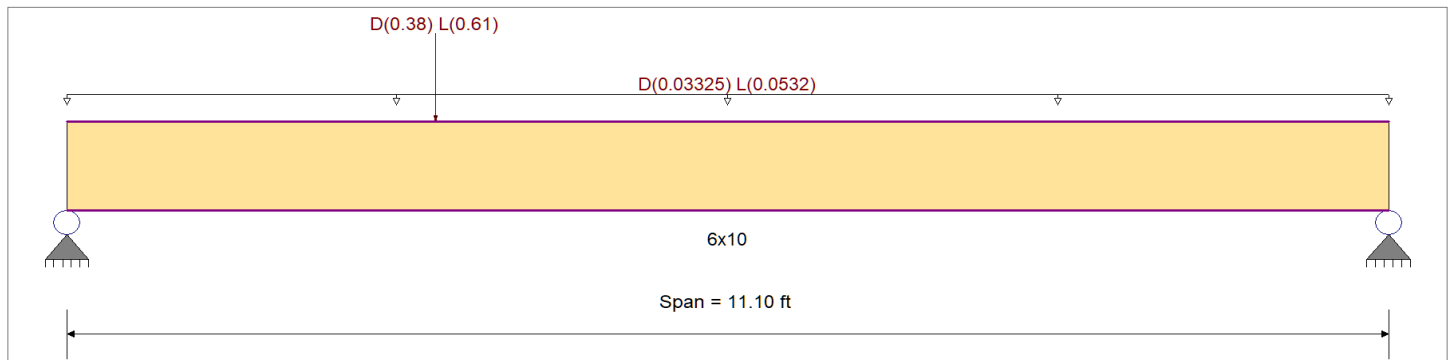 D(0.38) L(0.61)
D(0.03325) L(0.0532)
6x10
Span = 11.10 ft